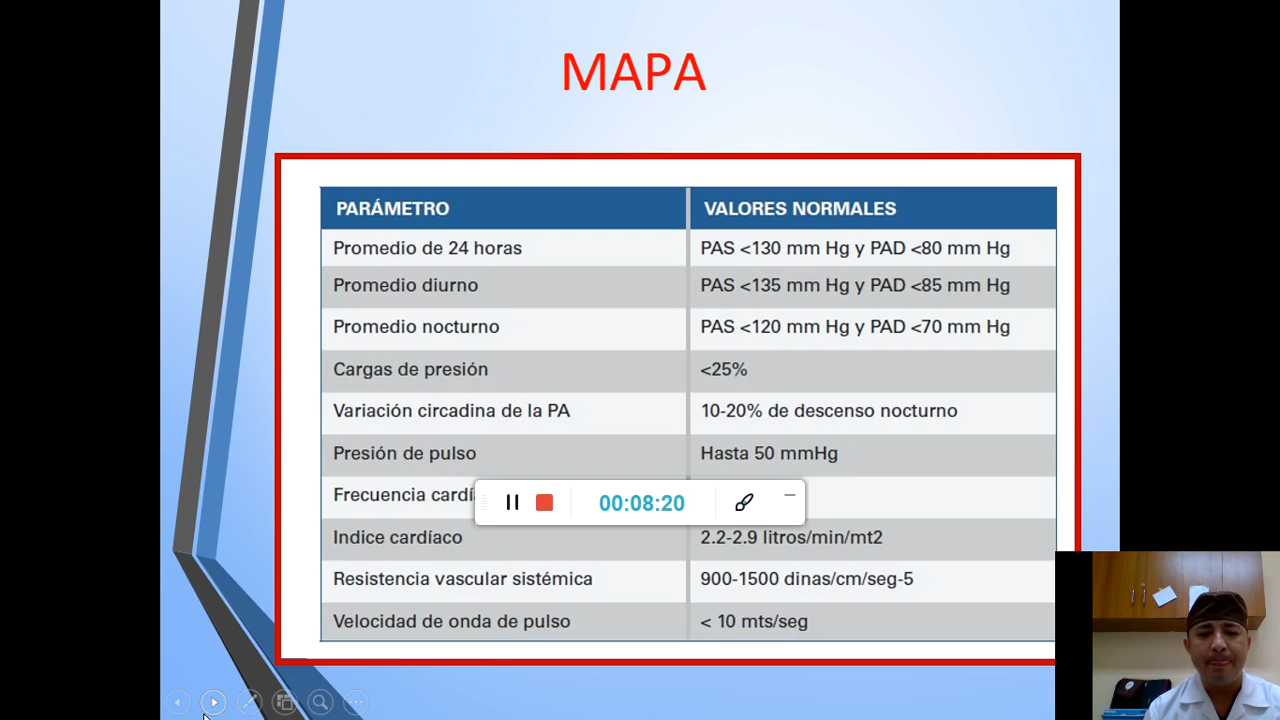 MAPA
PARÁMETRO VALORES NORMALES
Promedio de 24 horas PAS <130 mm Hg y PAD <80 mm Hg
Promedio diurno PAS <135 mm Hg y PAD <85 mm Hg
Promedio nocturno PAS <120 mm Hg y PAD <70 mm Hg
Cargas de presión <25%
Variación circadina de la PA 10-20% de descenso nocturno
Presión de pulso Hasta 50 mmHg
Frecuencia
00:08:20
Indice cardíaco 2.2-2.9 litros/min/mt2
Resistencia vascular sistémica 900-1500 dinas/cm/seg-5
Velocidad de onda de pulso < 10 mts/seg